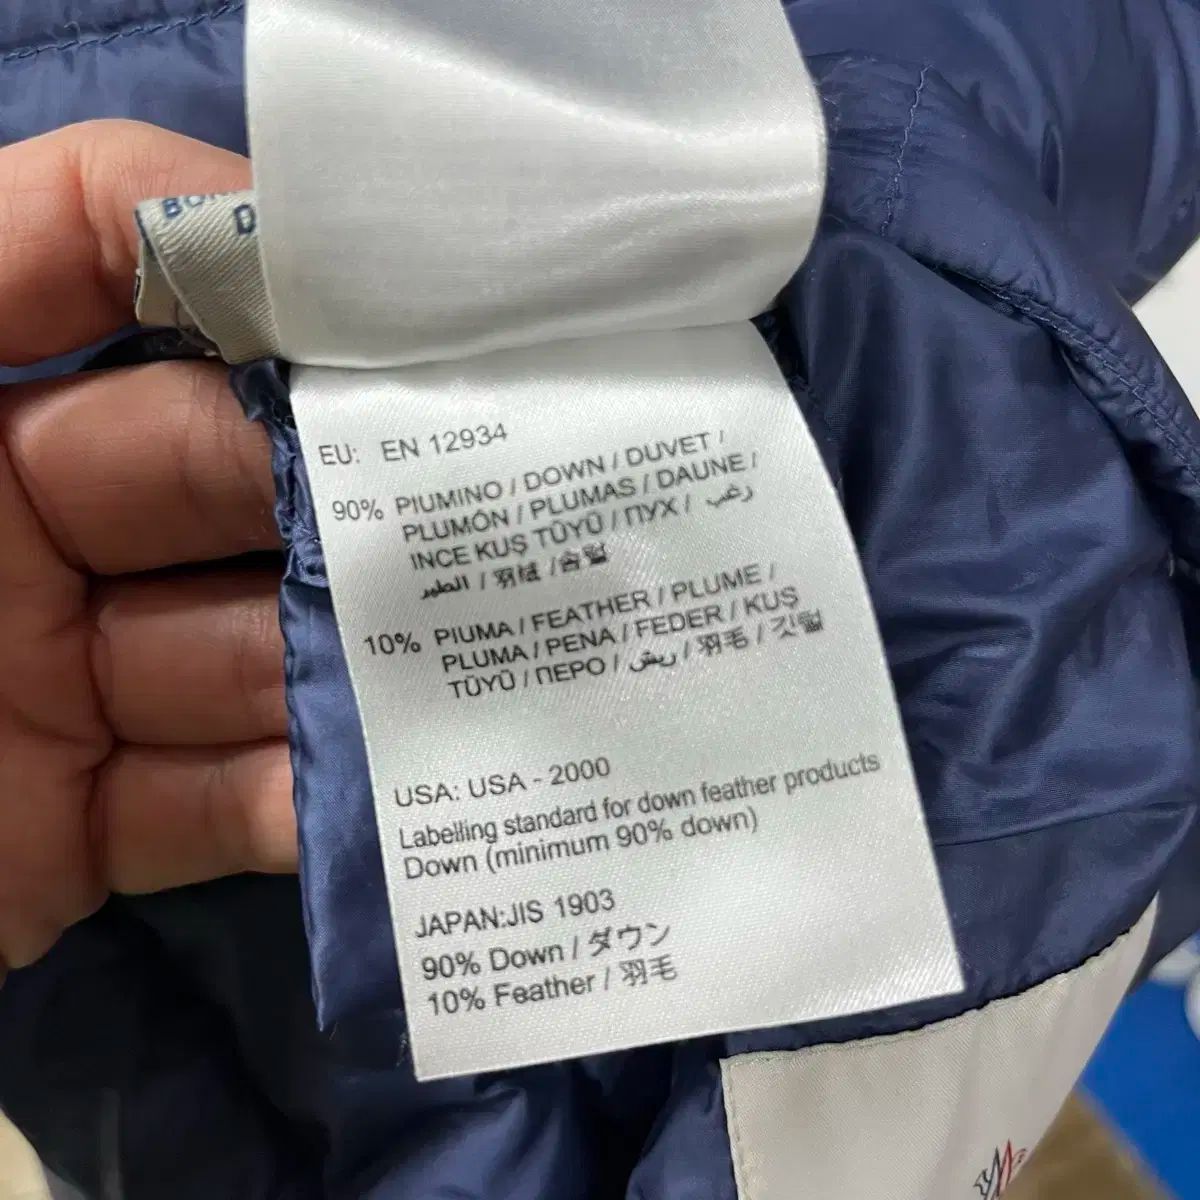 EU: EN 12934
90% PIUMINO / DOWN / DUVET /
PLUMÓN / PLUMAS / DAUNE /
INCE KUŞ TÜYÜ / ПУХ / رغب
الطير / 羽绒 / 솜털
10% PIUMA / FEATHER / PLUME /
PLUMA / PENA / FEDER / KUŞ
TÜYÜ / ПЕРО / ريش / 羽毛 / 깃털
USA: USA - 2000
Labelling standard for down feather products
Down (minimum 90% down)
JAPAN:JIS 1903
90% Down / ダウン
10% Feather / 羽毛